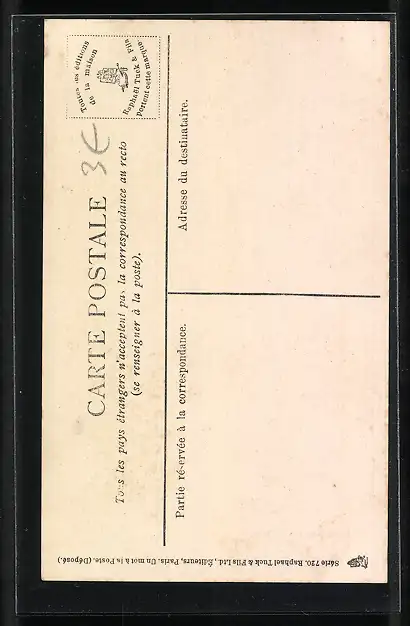 CARTE POSTALE
3€
Tous les pays étrangers n'acceptent pas la correspondance au recto
(se renseigner à la poste).
Toutes les éditions
de la maison
Raphaël Tuck & Fils
portent cette marque
Partie réservée à la correspondance.
Adresse du destinataire.
Série 720. Raphael Tuck & Fils Ltd., Éditeurs, Paris. Un mot à la Poste. (Déposé.)